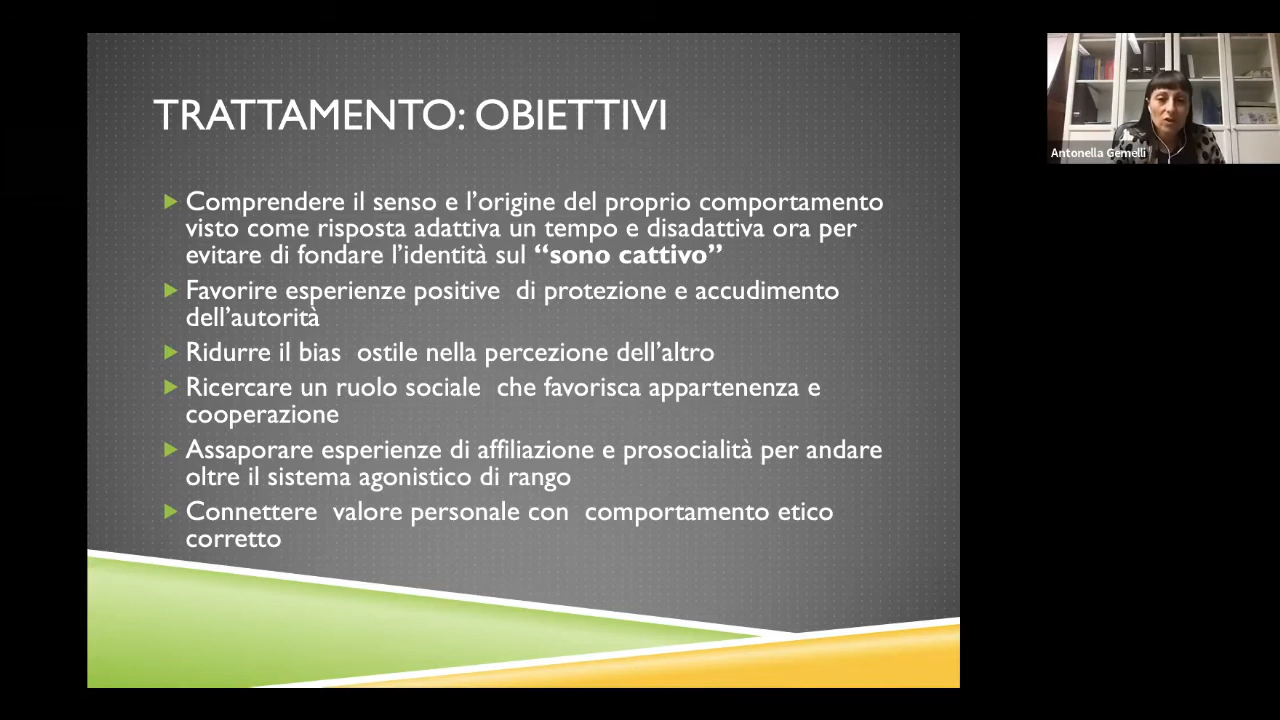 TRATTAMENTO: OBIETTIVI
Comprendere il senso e l’origine del proprio comportamento
visto come risposta adattiva un tempo e disadattiva ora per
evitare di fondare l’identità sul “sono cattivo”
Favorire esperienze positive  di protezione e accudimento
dell’autorità
Ridurre il bias  ostile nella percezione dell’altro
Ricercare un ruolo sociale  che favorisca appartenenza e
cooperazione
Assaporare esperienze di affiliazione e prosocialità per andare
oltre il sistema agonistico di rango
Connettere  valore personale con  comportamento etico
corretto
Antonella Gemelli